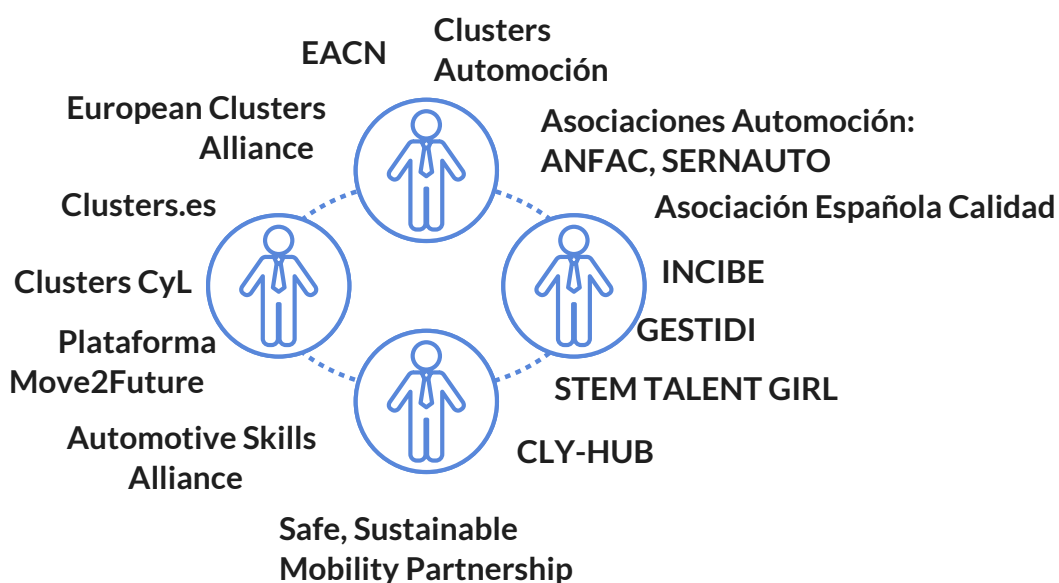 EACN
Clusters
Automoción
European Clusters
Alliance
Asociaciones Automoción:
ANFAC, SERNAUTO
Clusters.es
Asociación Española Calidad
Clusters CyL
INCIBE
GESTIDI
Plataforma
Move2Future
STEM TALENT GIRL
Automotive Skills
Alliance
CLY-HUB
Safe, Sustainable
Mobility Partnership